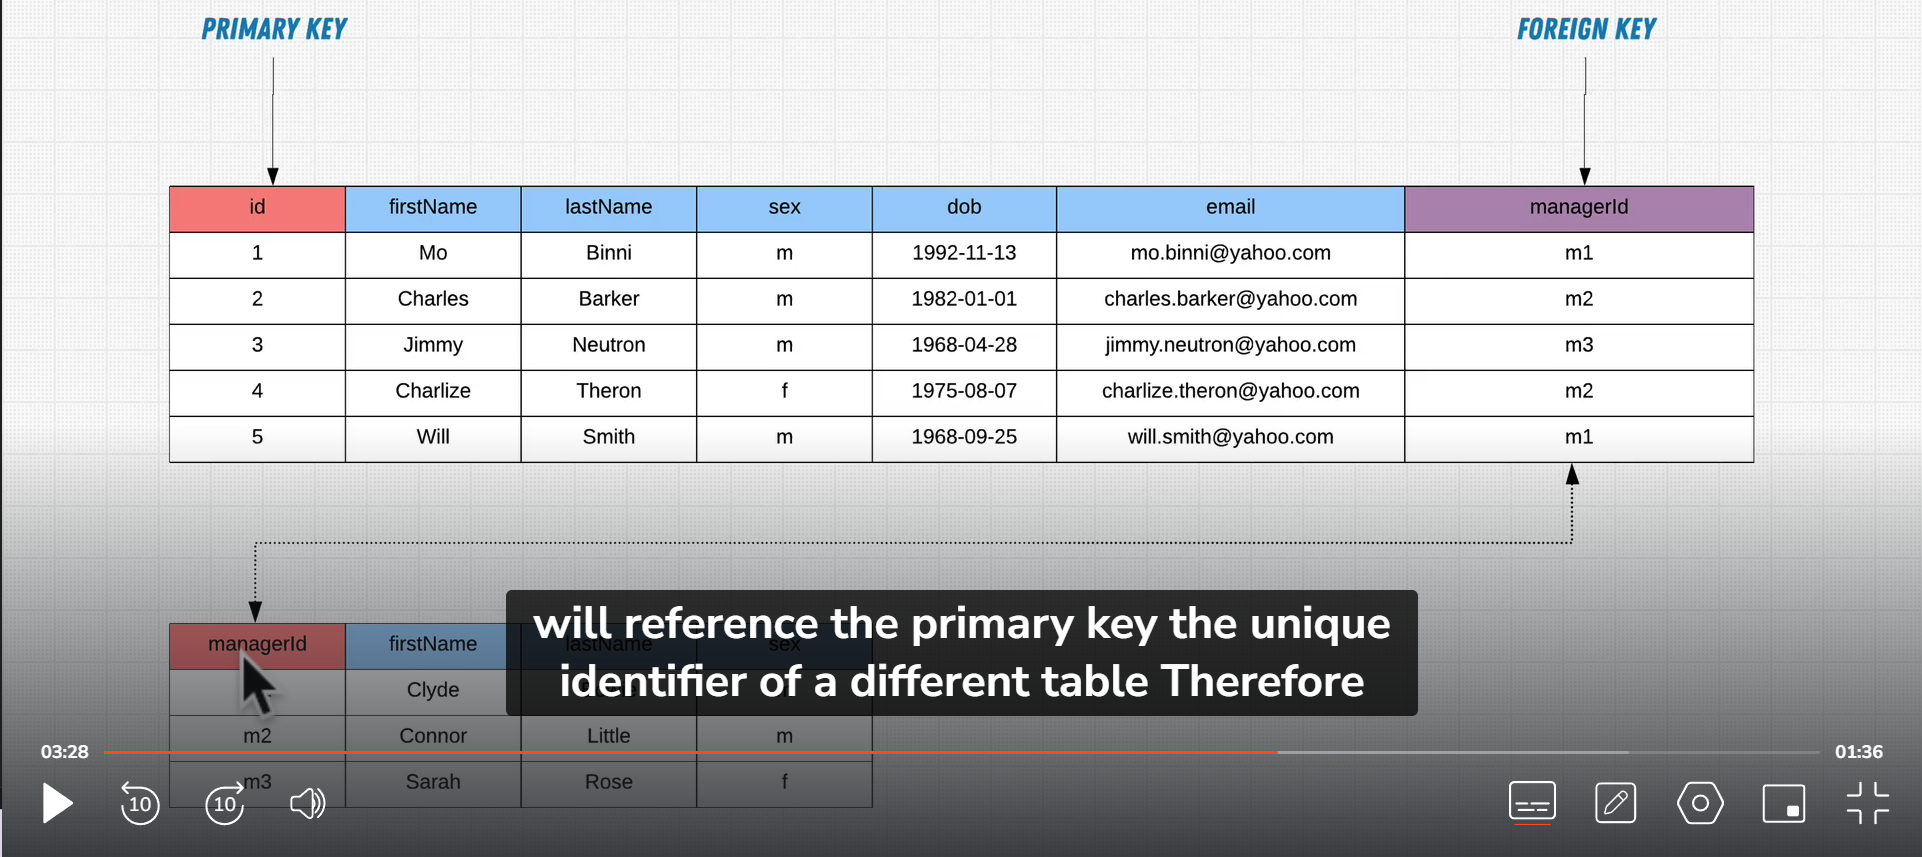 PRIMARY KEY FOREIGN KEY
id firstName lastName sex dob email managerId
1 Mo Binni m 1992-11-13 mo.binni@yahoo.com m1
2 Charles Barker m 1982-01-01 charles.barker@yahoo.com m2
3 Jimmy Neutron m 1968-04-28 jimmy.neutron@yahoo.com m3
4 Charlize Theron f 1975-08-07 charlize.theron@yahoo.com m2
5 Will Smith m 1968-09-25 will.smith@yahoo.com m1
managerId firstName lastName sex
will reference the primary key the unique
identifier of a different table Therefore
Clyde
m2 Connor Little m
03:28 01:36
m3 Sarah Rose f
10 10